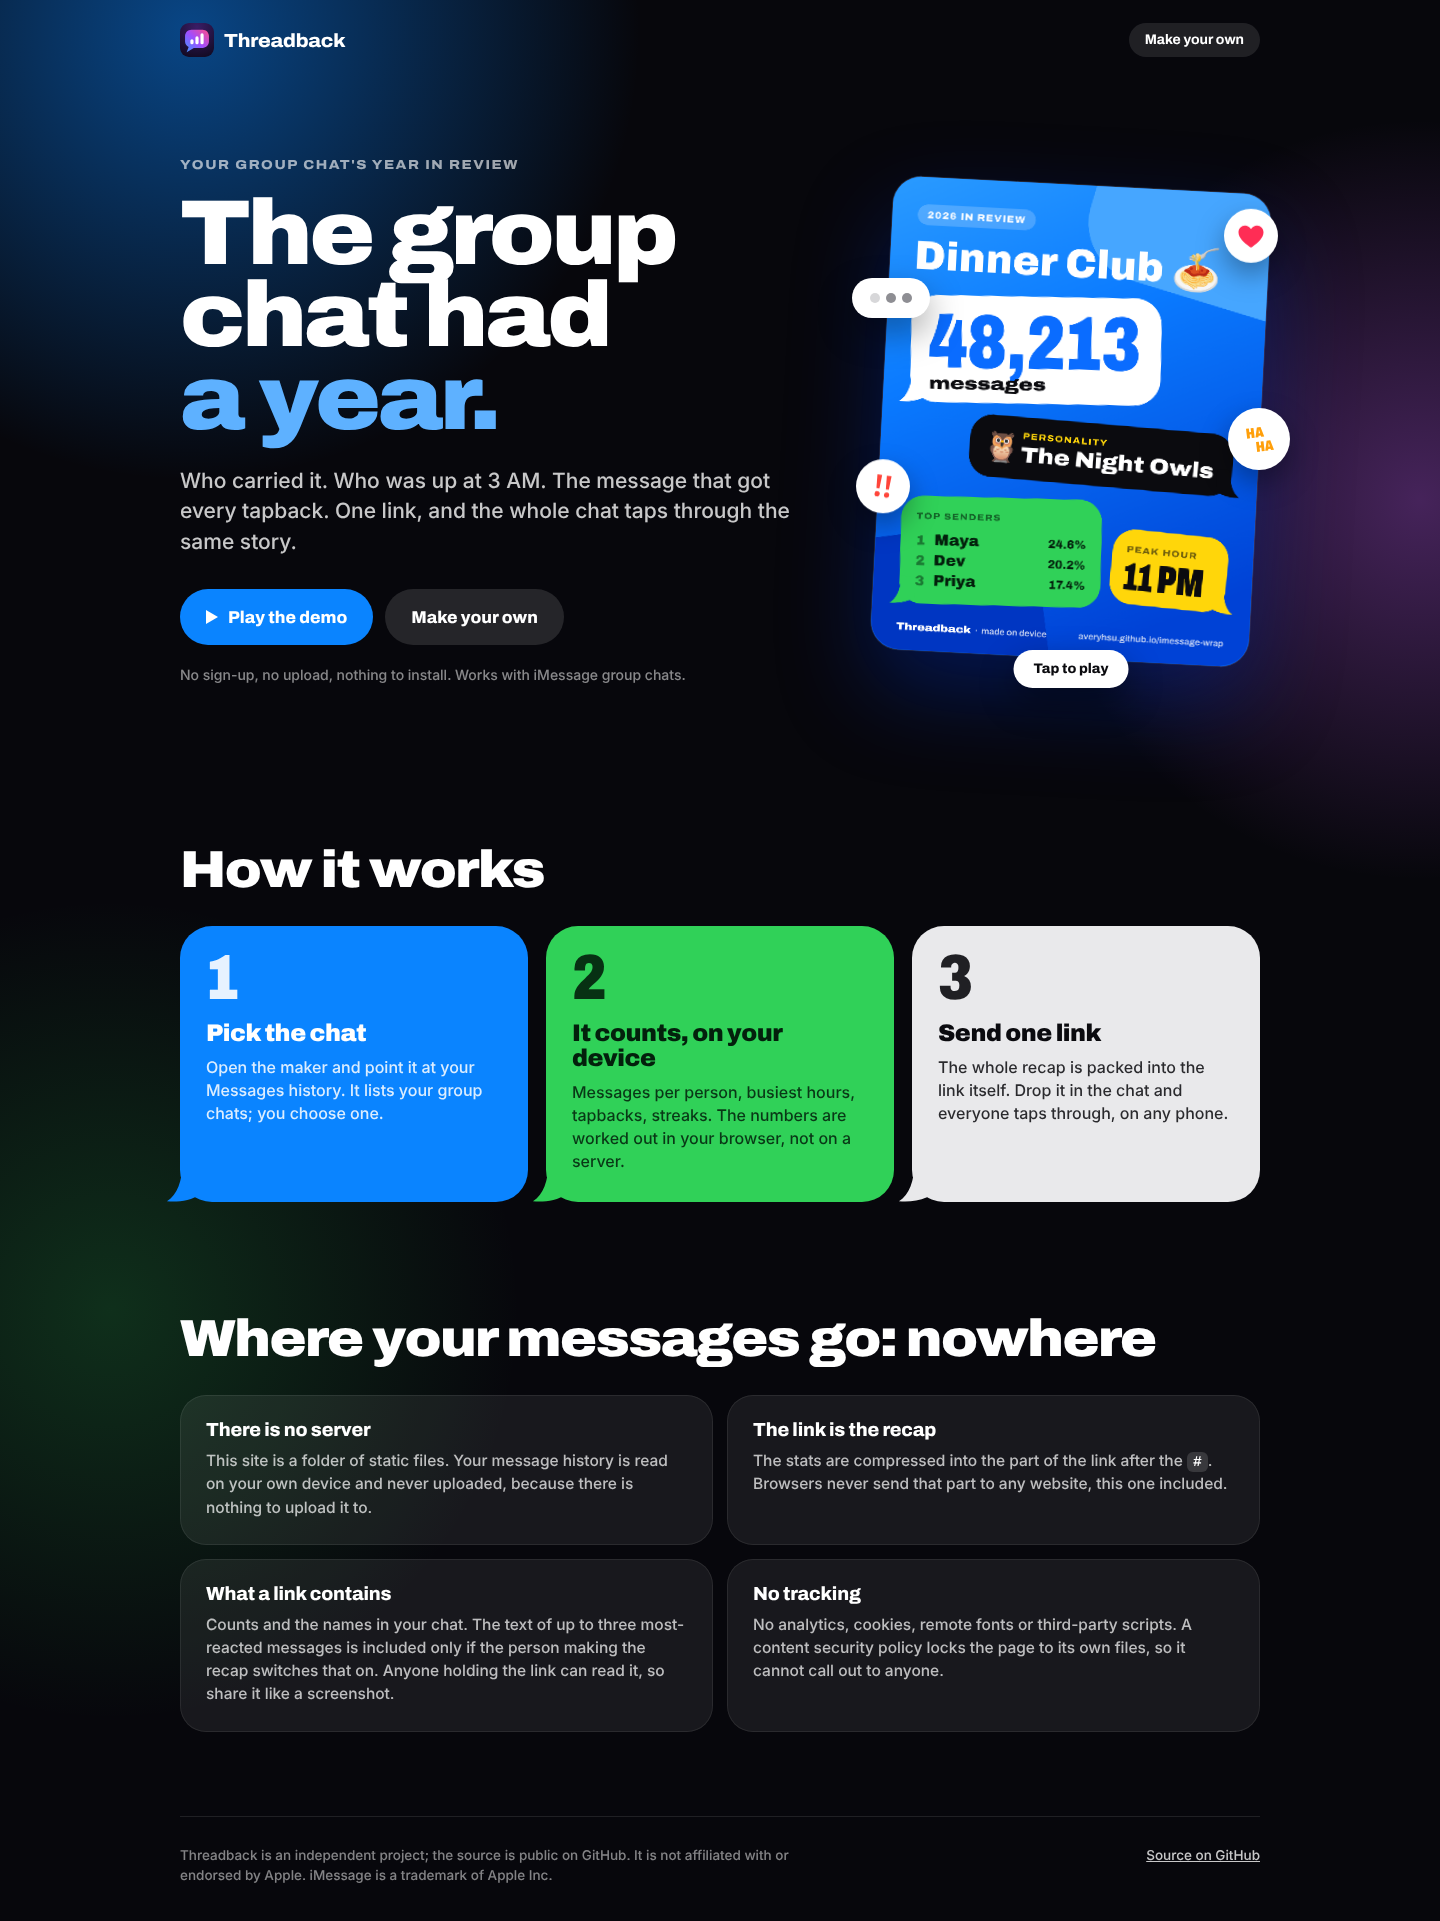 Threadback
Make your own
YOUR GROUP CHAT'S YEAR IN REVIEW
The group
chat had
a year.
Who carried it. Who was up at 3 AM. The message that got
every tapback. One link, and the whole chat taps through the
same story.
Play the demo
Make your own
No sign-up, no upload, nothing to install. Works with iMessage group chats.
2026 IN REVIEW
Dinner Club
48,213
messages
PERSONALITY
The Night Owls
HA
HA
!!
TOP SENDERS
1 Maya 24.6%
2 Dev 20.2%
3 Priya 17.4%
PEAK HOUR
11 PM
Threadback · made on device
averyhsu.github.io/imessage-wrap
Tap to play
How it works
1
Pick the chat
Open the maker and point it at your
Messages history. It lists your group
chats; you choose one.
2
It counts, on your
device
Messages per person, busiest hours,
tapbacks, streaks. The numbers are
worked out in your browser, not on a
server.
3
Send one link
The whole recap is packed into the
link itself. Drop it in the chat and
everyone taps through, on any phone.
Where your messages go: nowhere
There is no server
This site is a folder of static files. Your message history is read
on your own device and never uploaded, because there is
nothing to upload it to.
The link is the recap
The stats are compressed into the part of the link after the #.
Browsers never send that part to any website, this one included.
What a link contains
Counts and the names in your chat. The text of up to three most-
reacted messages is included only if the person making the
recap switches that on. Anyone holding the link can read it, so
share it like a screenshot.
No tracking
No analytics, cookies, remote fonts or third-party scripts. A
content security policy locks the page to its own files, so it
cannot call out to anyone.
Threadback is an independent project; the source is public on GitHub. It is not affiliated with or
endorsed by Apple. iMessage is a trademark of Apple Inc.
Source on GitHub